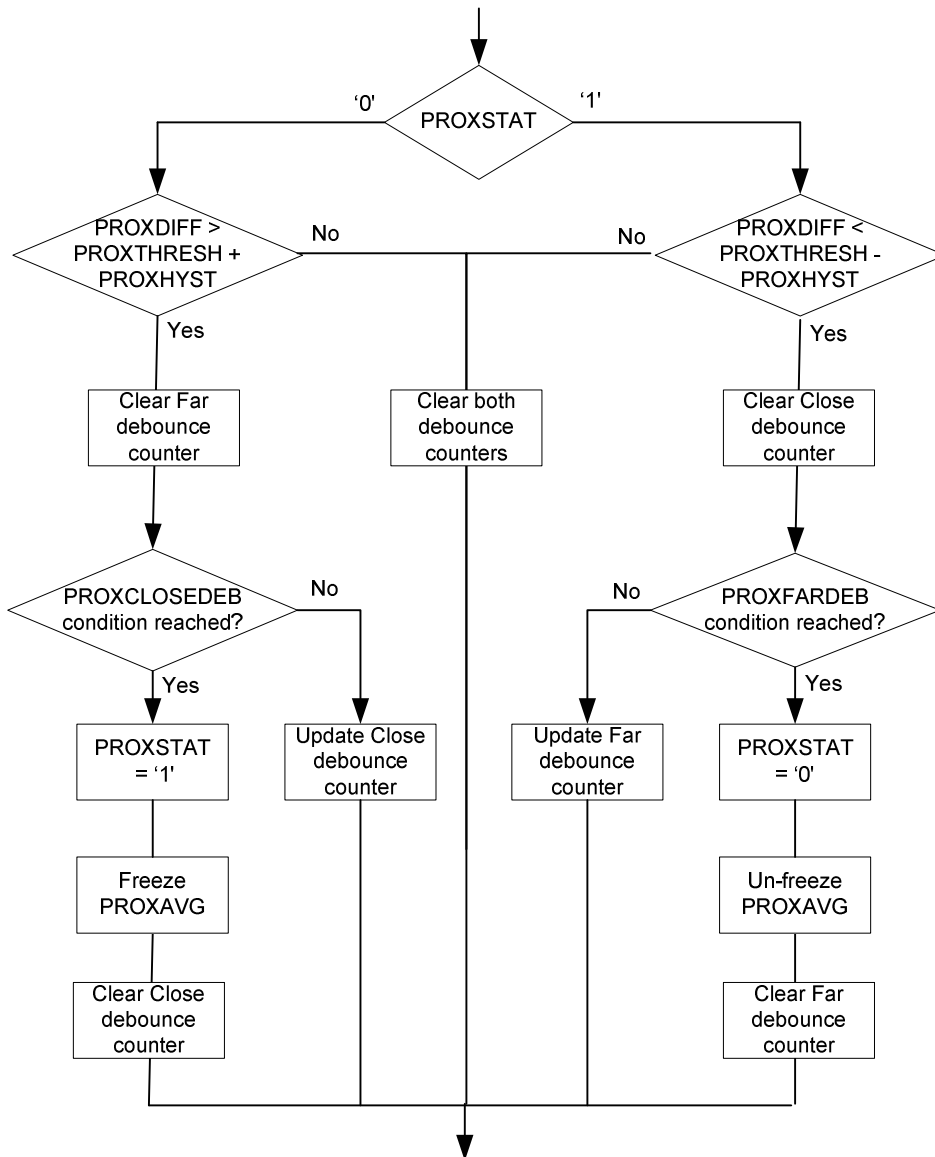 ‘0'
‘1'
PROXSTAT
PROXDIFF >
PROXTHRESH +
PROXHYST
No
No
PROXDIFF <
PROXTHRESH -
PROXHYST
Yes
Yes
Clear Far
debounce
counter
Clear both
debounce
counters
Clear Close
debounce
counter
PROXCLOSEDEB
condition reached?
No
No
PROXFARDEB
condition reached?
Yes
Yes
PROXSTAT
= ‘1'
Update Close
debounce
counter
Update Far
debounce
counter
PROXSTAT
= ‘0'
Freeze
PROXAVG
Un-freeze
PROXAVG
Clear Close
debounce
counter
Clear Far
debounce
counter